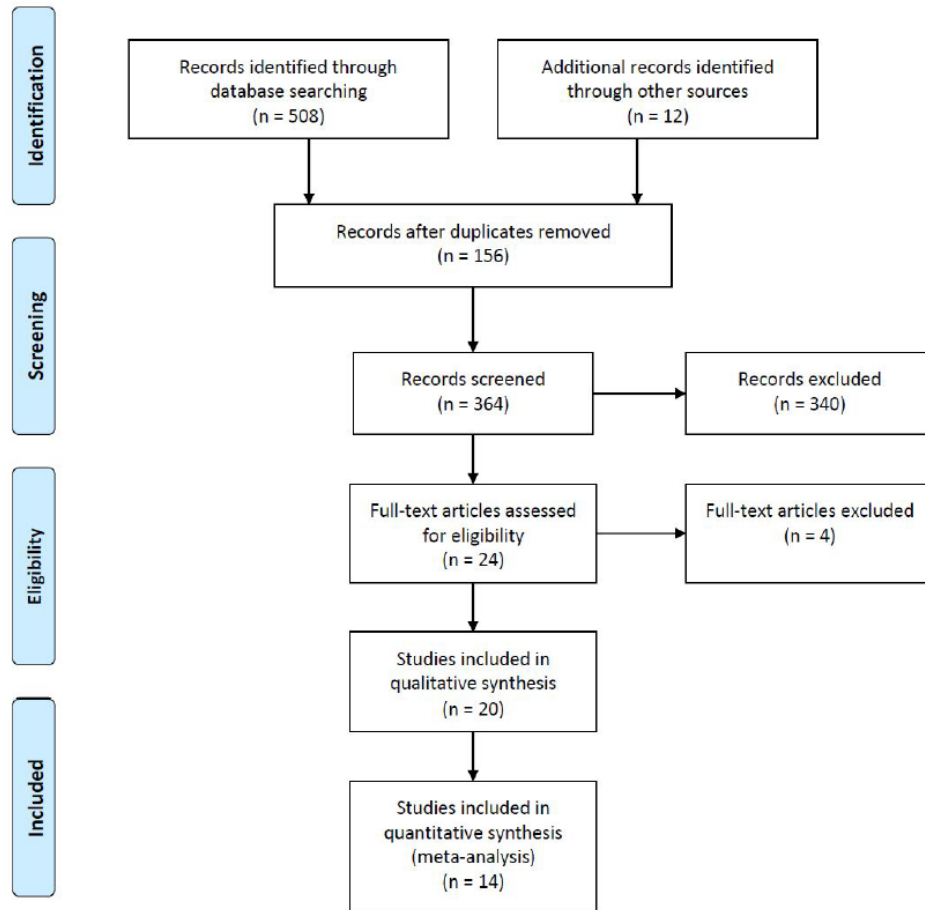 Identification
Records identified through
database searching
(n = 508)
Additional records identified
through other sources
(n = 12)
Records after duplicates removed
(n = 156)
Screening
Records screened
(n = 364)
Records excluded
(n = 340)
Eligibility
Full-text articles assessed
for eligibility
(n = 24)
Full-text articles excluded
(n = 4)
Studies included in
qualitative synthesis
(n = 20)
Included
Studies included in
quantitative synthesis
(meta-analysis)
(n = 14)